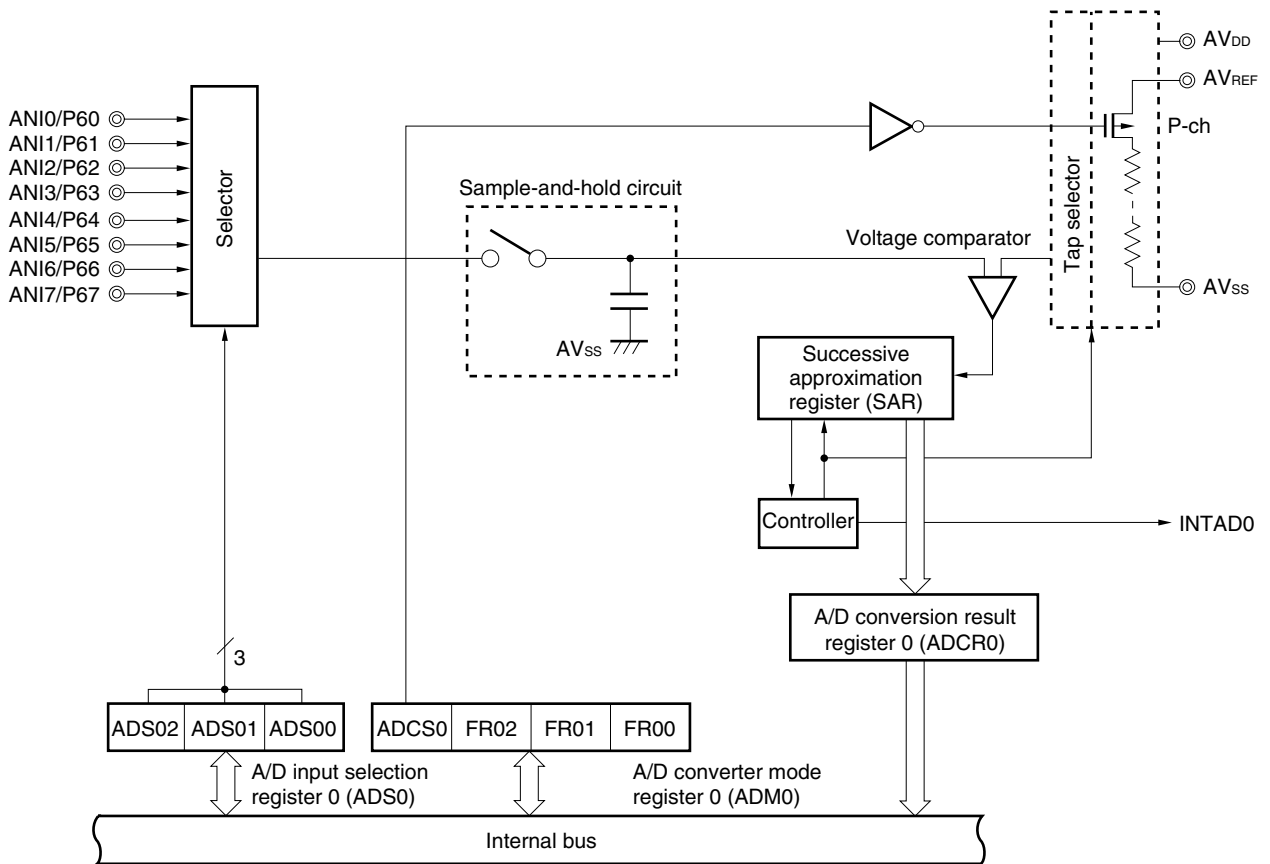 AVDD
AVREF
P-ch
ANI0/P60
ANI1/P61
ANI2/P62
ANI3/P63
ANI4/P64
ANI5/P65
ANI6/P66
ANI7/P67
Selector
Sample-and-hold circuit
AVSS
Voltage comparator
Tap selector
AVSS
Successive
approximation
register (SAR)
Controller
INTAD0
A/D conversion result
register 0 (ADCR0)
3
ADS02 ADS01 ADS00
ADCS0 FR02 FR01 FR00
A/D input selection
register 0 (ADS0)
A/D converter mode
register 0 (ADM0)
Internal bus